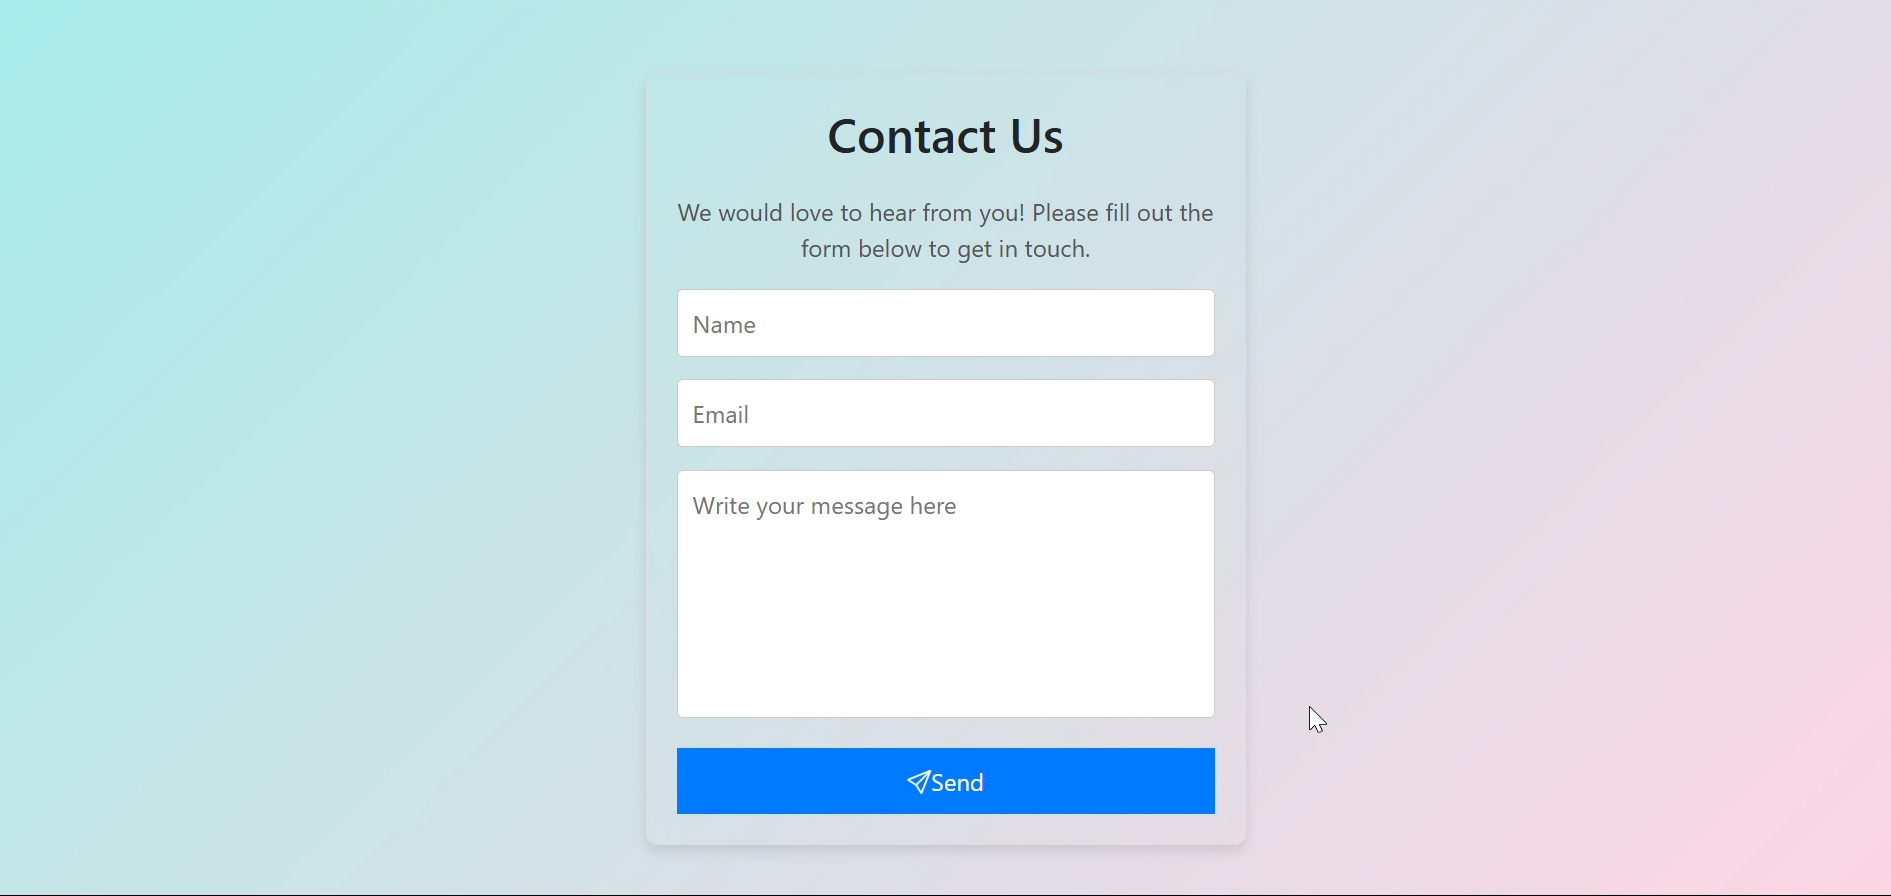 Contact Us
We would love to hear from you! Please fill out the
form below to get in touch.
Name
Email
Write your message here
Send